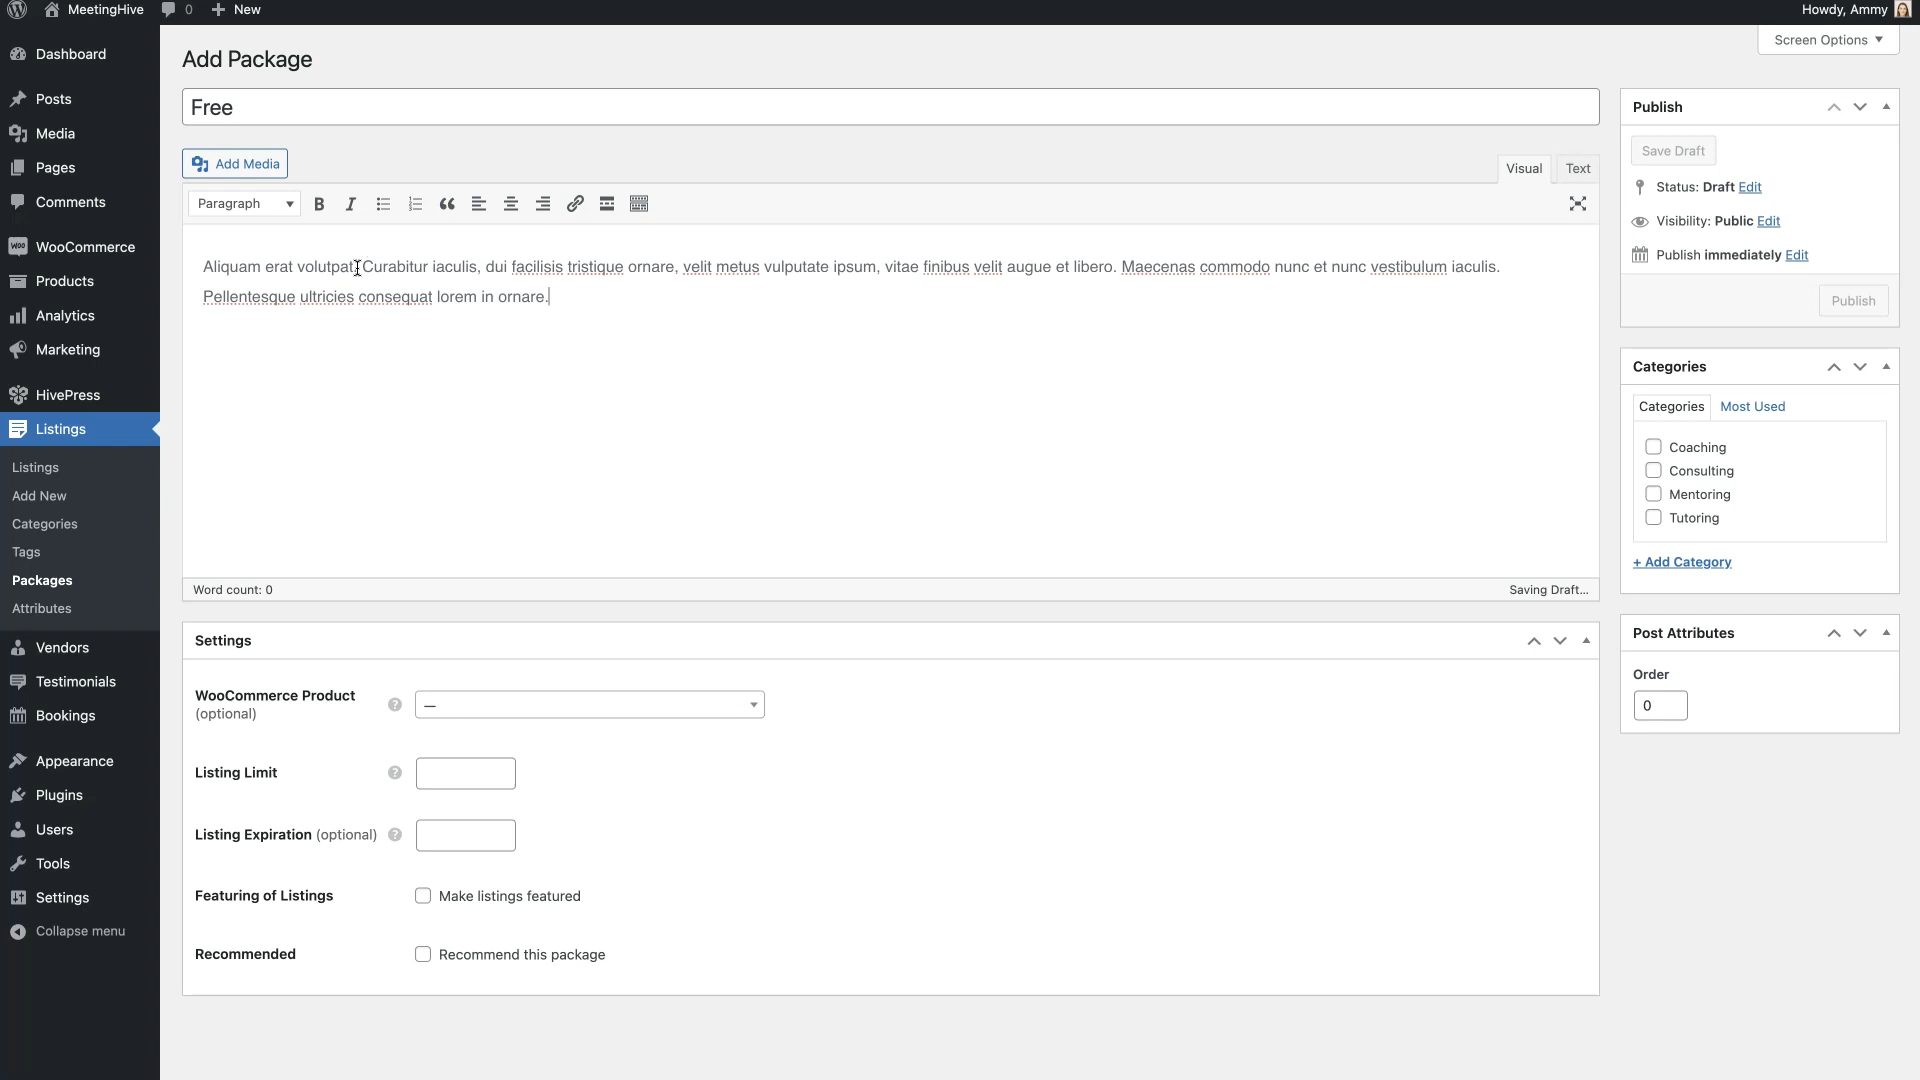 MeetingHive 0 New Howdy, Ammy
Dashboard
Posts
Media
Pages
Comments
WOO WooCommerce
Products
Analytics
Marketing
HivePress
Listings
Listings
Add New
Categories
Tags
Packages
Attributes
Vendors
Testimonials
Bookings
Appearance
Plugins
Users
Tools
Settings
Collapse menu
Screen Options
Add Package
Free
Add Media
Visual Text
Paragraph
Aliquam erat volutpat. Curabitur iaculis, dui facilisis tristique ornare, velit metus vulputate ipsum, vitae finibus velit augue et libero. Maecenas commodo nunc et nunc vestibulum iaculis.
Pellentesque ultricies consequat lorem in ornare.
Word count: 0 Saving Draft...
Settings
WooCommerce Product
(optional)
? —
Listing Limit ?
Listing Expiration (optional) ?
Featuring of Listings Make listings featured
Recommended Recommend this package
Publish
Save Draft
Status: Draft Edit
Visibility: Public Edit
Publish immediately Edit
Publish
Categories
Categories Most Used
Coaching
Consulting
Mentoring
Tutoring
+ Add Category
Post Attributes
Order
0